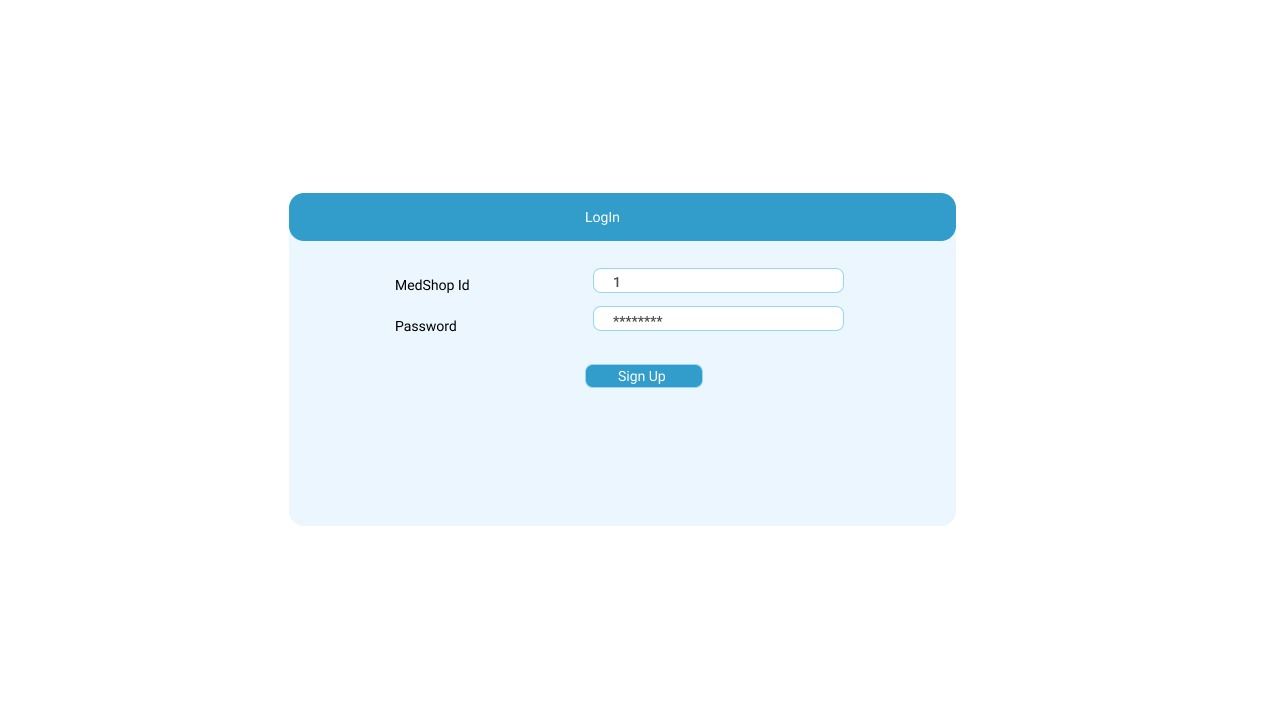 LogIn
MedShop Id
1
Password
********
Sign Up